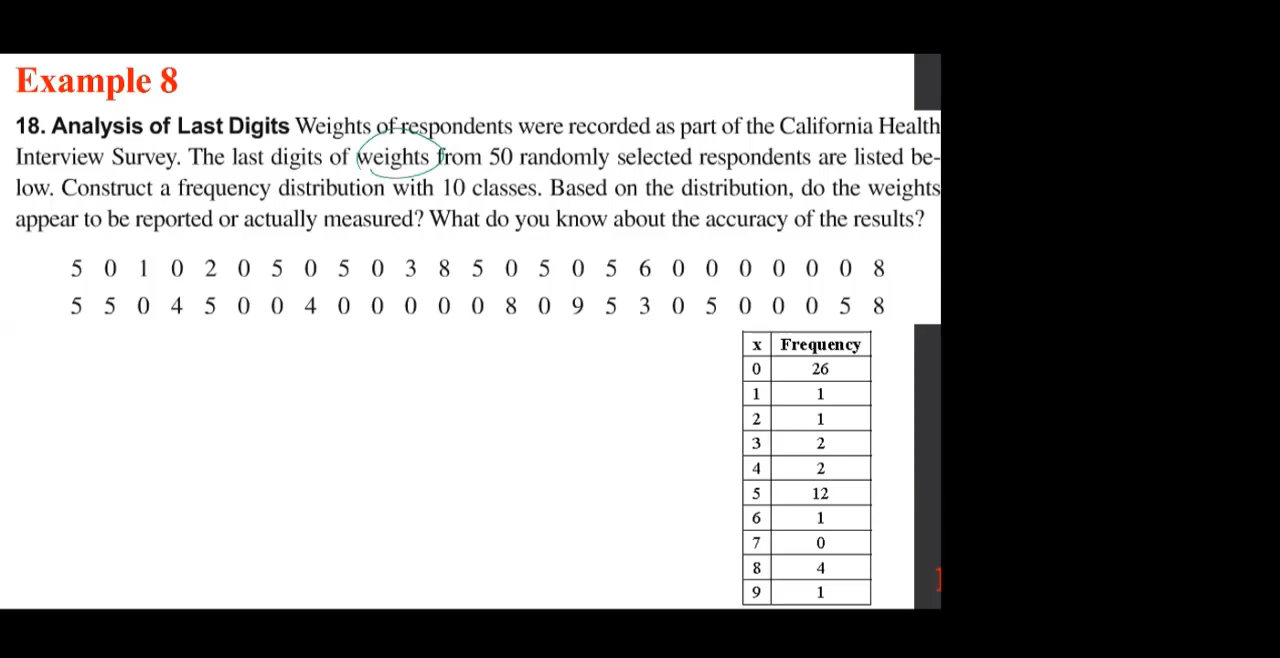 Example 8
18. Analysis of Last Digits Weights of respondents were recorded as part of the California Health
Interview Survey. The last digits of weights from 50 randomly selected respondents are listed be-
low. Construct a frequency distribution with 10 classes. Based on the distribution, do the weights
appear to be reported or actually measured? What do you know about the accuracy of the results?
5 0 1 0 2 0 5 0 5 0 3 8 5 0 5 0 5 6 0 0 0 0 0 0 8
5 5 0 4 5 0 0 4 0 0 0 0 0 8 0 9 5 3 0 5 0 0 0 5 8
x Frequency
0 26
1 1
2 1
3 2
4 2
5 12
6 1
7 0
8 4
9 1